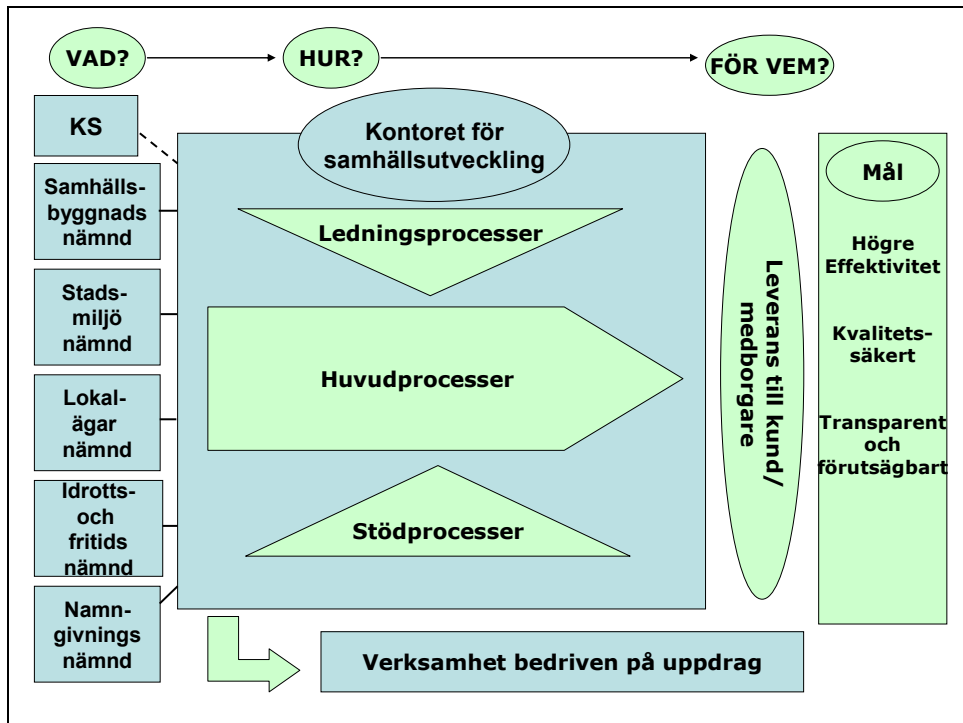 VAD?
HUR?
FÖR VEM?
KS
Samhälls-
byggnads
nämnd
Stads-
miljö
nämnd
Lokal-
ägar
nämnd
Idrotts-
och
fritids
nämnd
Namn-
givnings
nämnd
Kontoret för
samhällsutveckling
Ledningsprocesser
Huvudprocesser
Stödprocesser
Verksamhet bedriven på uppdrag
Leverans till kund/
medborgare
Mål
Högre
Effektivitet
Kvalitets-
säkert
Transparent
och
förutsägbart